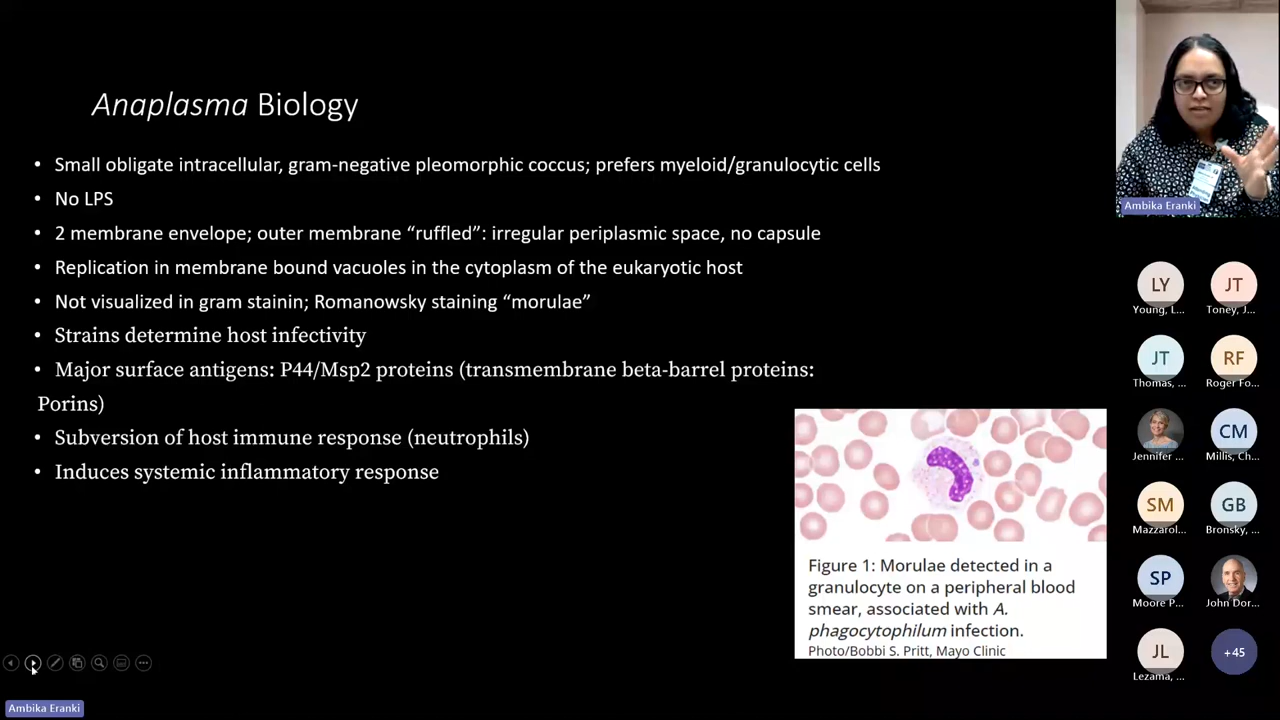 Anaplasma Biology
• Small obligate intracellular, gram-negative pleomorphic coccus; prefers myeloid/granulocytic cells
• No LPS
• 2 membrane envelope; outer membrane “ruffled”: irregular periplasmic space, no capsule
• Replication in membrane bound vacuoles in the cytoplasm of the eukaryotic host
• Not visualized in gram stainin; Romanowsky staining “morulae”
• Strains determine host infectivity
• Major surface antigens: P44/Msp2 proteins (transmembrane beta-barrel proteins:
Porins)
• Subversion of host immune response (neutrophils)
• Induces systemic inflammatory response
Figure 1: Morulae detected in a
granulocyte on a peripheral blood
smear, associated with A.
phagocytophilum infection.
Photo/Bobbi S. Pritt, Mayo Clinic
Ambika Eranki
Ambika Eranki
LY
JT
Young, L...
Toney, J...
JT
RF
Thomas, ...
Roger Fo...
CM
Jennifer ...
Millis, Ch...
SM
GB
Mazzarol...
Bronsky, ...
SP
Moore P...
John Dor...
JL
+45
Lezama, ...